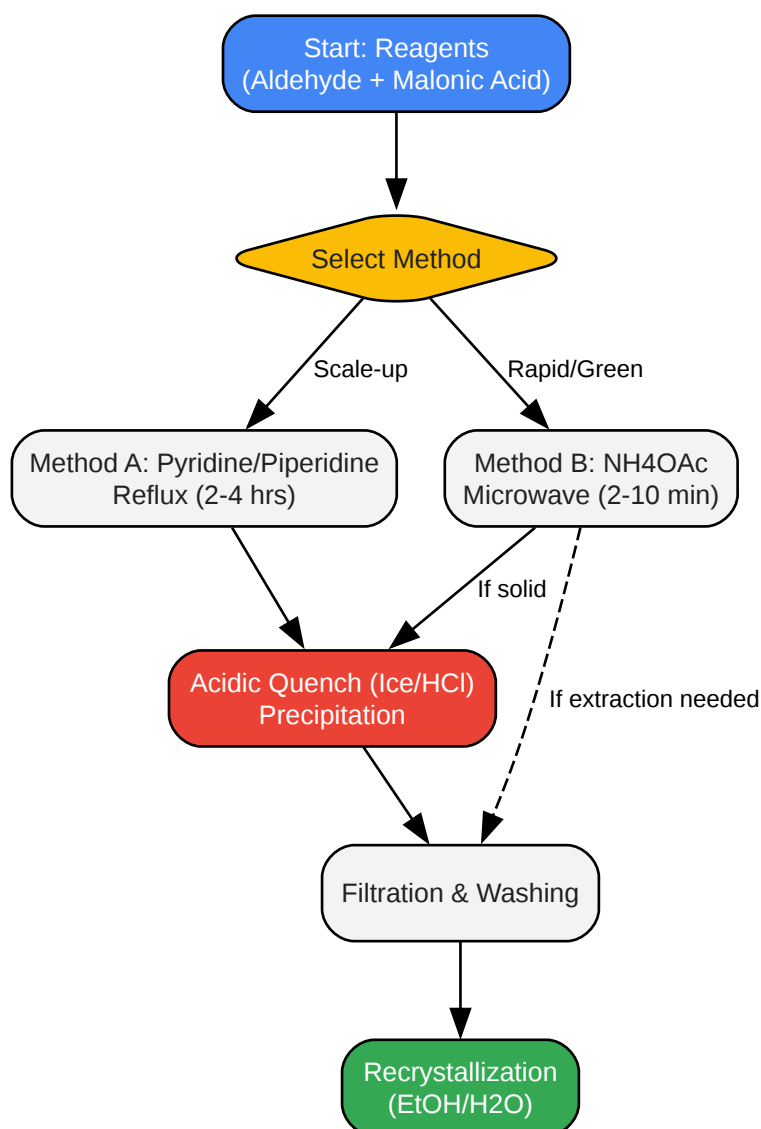 Start: Reagents
(Aldehyde + Malonic Acid)
Select Method
Scale-up
Rapid/Green
Method A: Pyridine/Piperidine
Reflux (2-4 hrs)
Method B: NH4OAc
Microwave (2-10 min)
If solid
Acidic Quench (Ice/HCl)
Precipitation
If extraction needed
Filtration & Washing
Recrystallization
(EtOH/H2O)